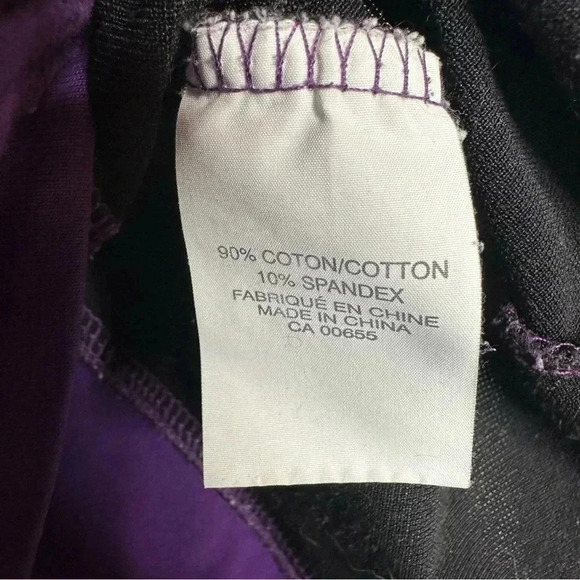 90% COTON/COTTON
10% SPANDEX
FABRIQUÉ EN CHINE
MADE IN CHINA
CA 00655